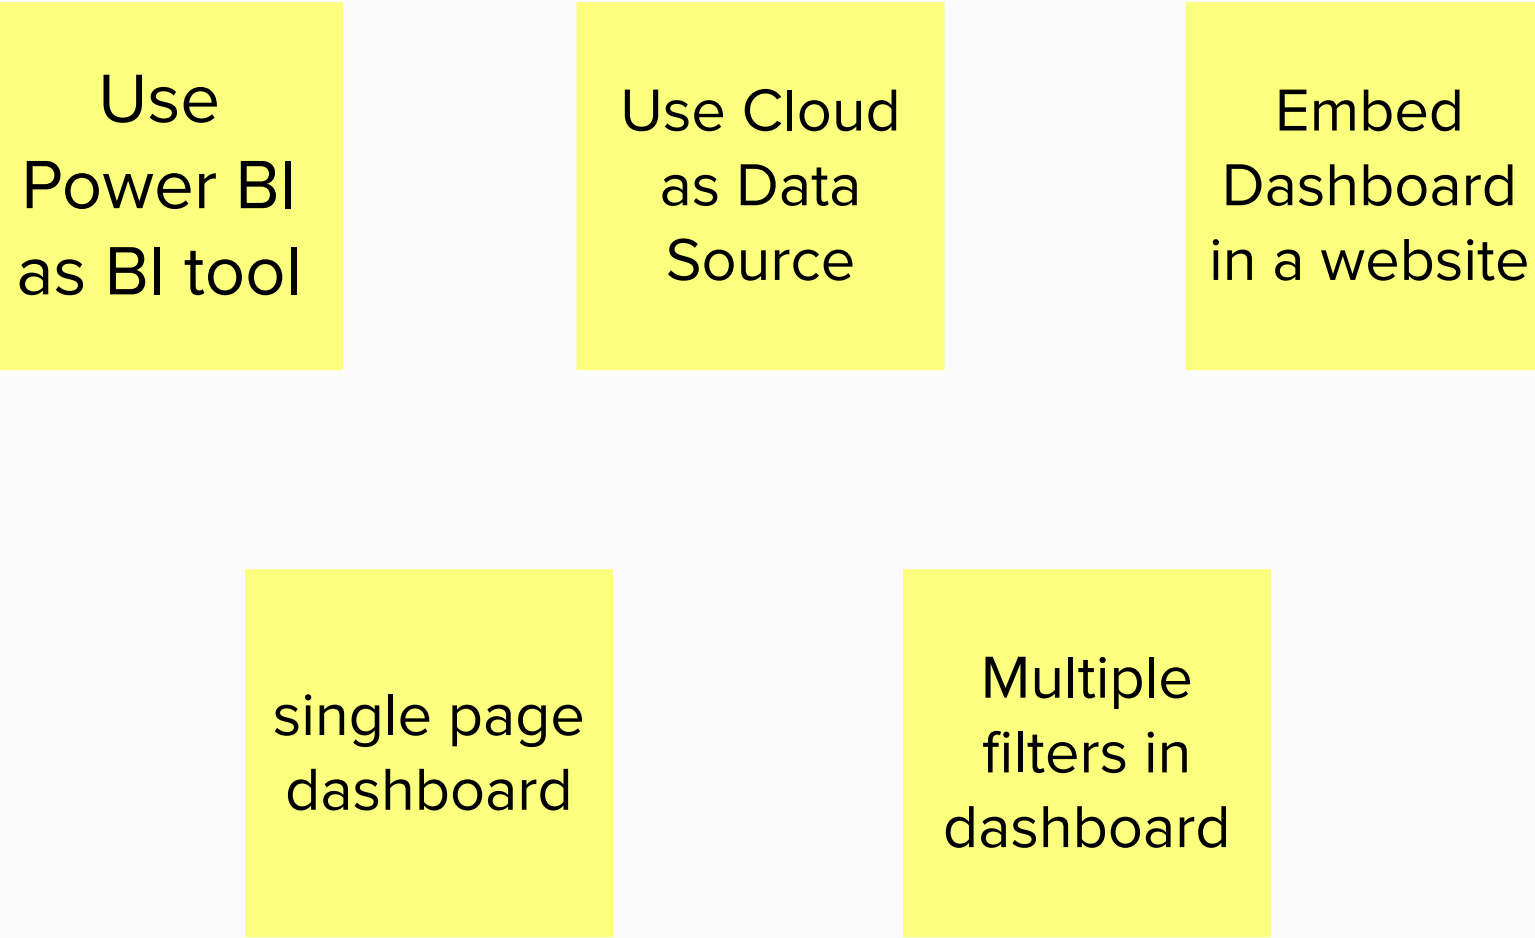 Use
Power BI
as BI tool
Use Cloud
as Data
Source
Embed
Dashboard
in a website
single page
dashboard
Multiple
filters in
dashboard